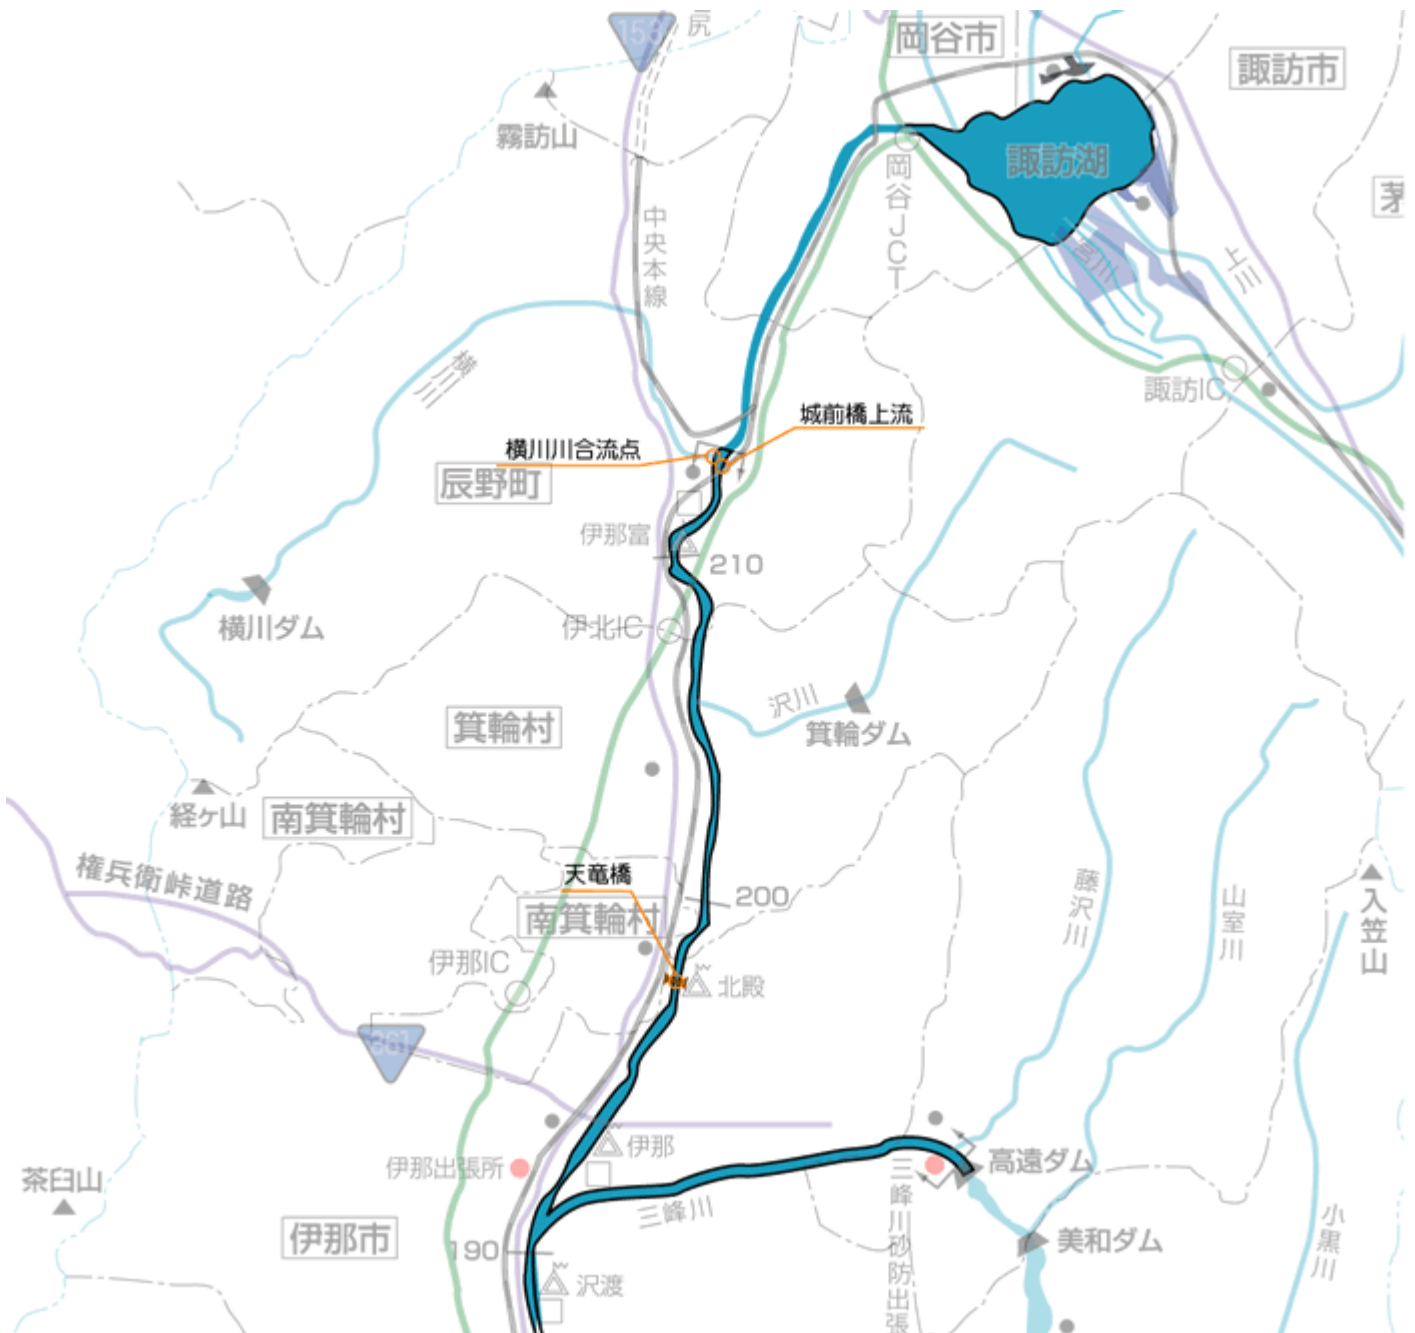 153
尻
岡谷市
諏訪市
霧訪山
諏訪湖
岡谷JCT
中央本線
宮川
上川
横川
諏訪IC
城前橋上流
横川川合流点
辰野町
伊那富
210
横川ダム
伊北IC
沢川
箕輪ダム
箕輪村
経ヶ山
南箕輪村
権兵衛峠道路
天竜橋
200
南箕輪村
藤沢川
山室川
入笠山
伊那IC
北殿
361
伊那
伊那出張所
高遠ダム
茶臼山
三峰川
三峰川砂防出張
小黒川
伊那市
190
美和ダム
沢渡